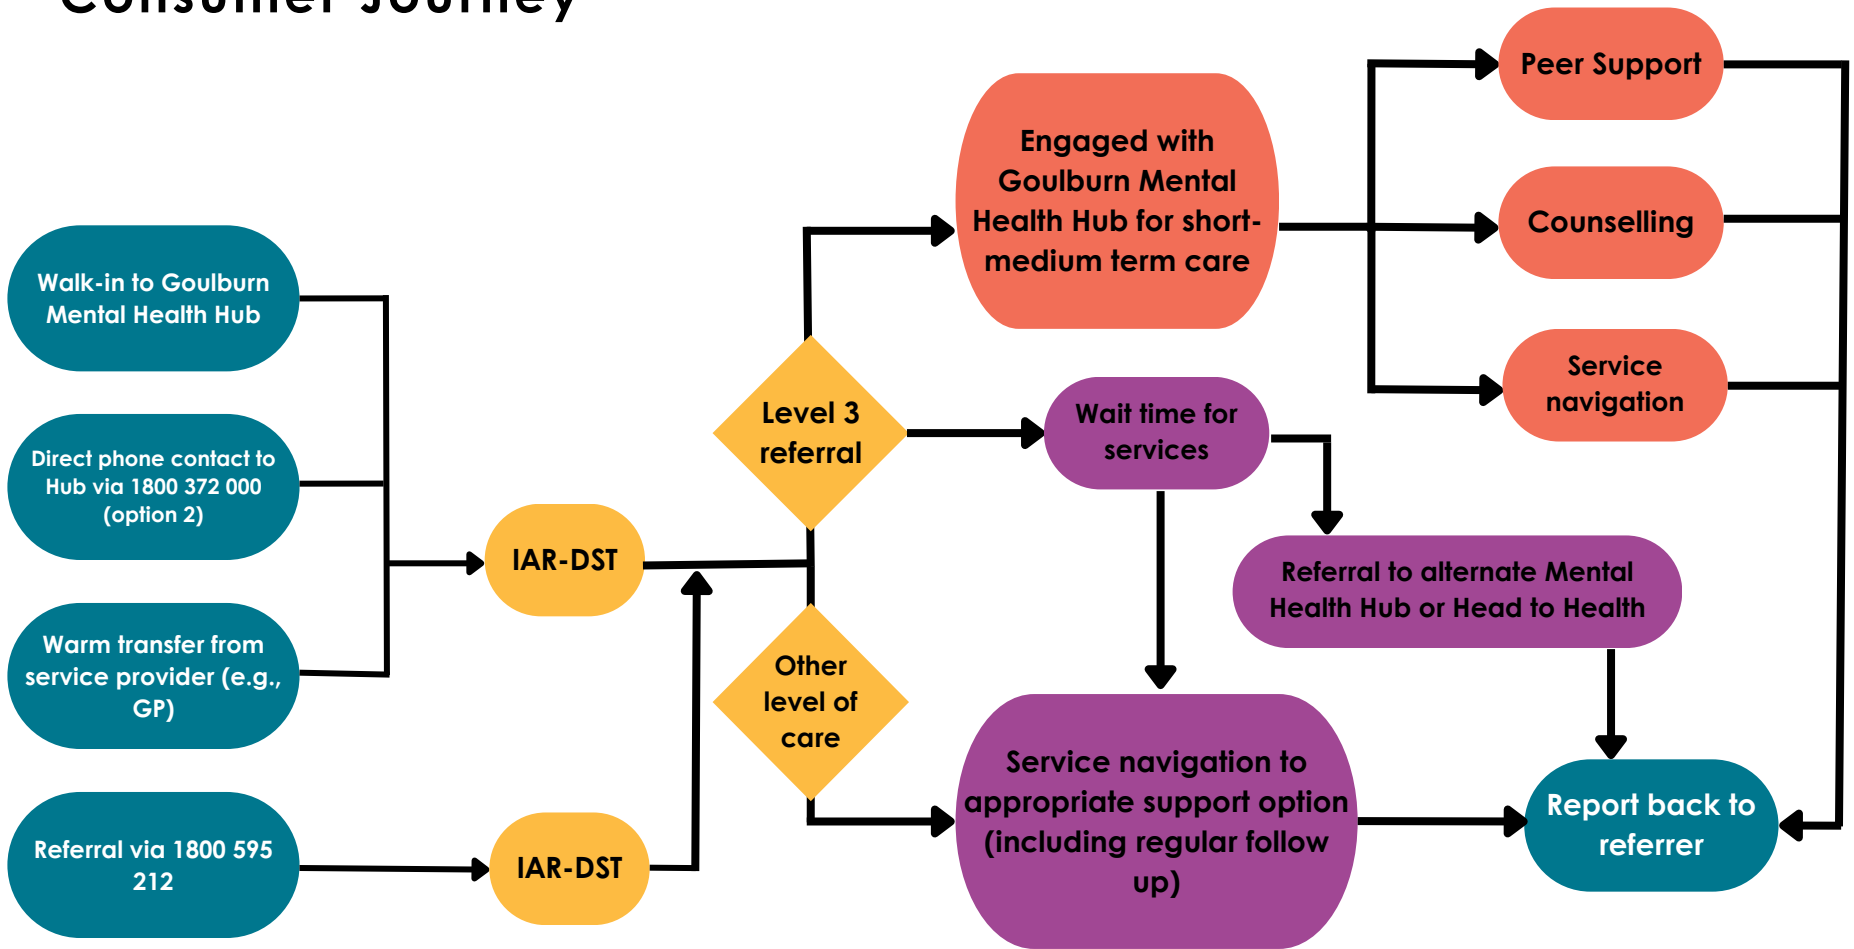 Consumer Journey
Walk-in to Goulburn
Mental Health Hub
Direct phone contact to
Hub via 1800 372 000
(option 2)
Warm transfer from
service provider (e.g.,
GP)
Referral via 1800 595
212
IAR-DST
IAR-DST
Level 3
referral
Other
level of
care
Engaged with
Goulburn Mental
Health Hub for short-
medium term care
Wait time for
services
Referral to alternate Mental
Health Hub or Head to Health
Service navigation to
appropriate support option
(including regular follow
up)
Peer Support
Counselling
Service
navigation
Report back to
referrer